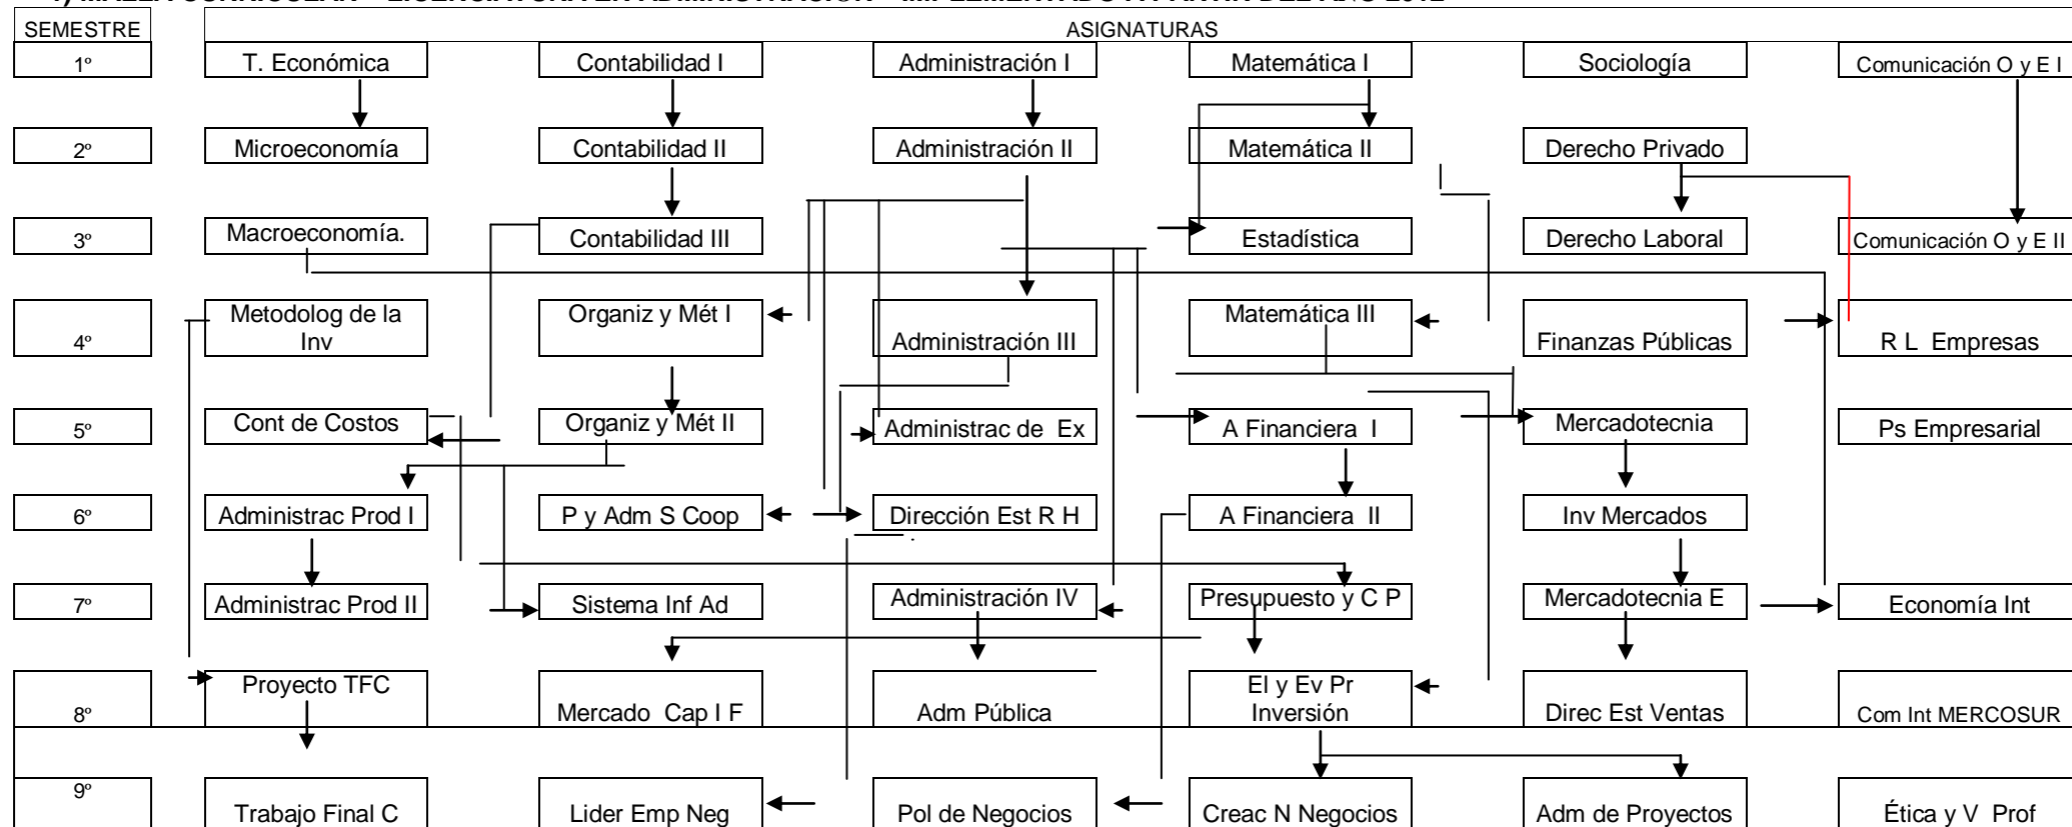 SEMESTRE
ASIGNATURAS
1º
T. Económica
Contabilidad I
Administración I
Matemática I
Sociología
Comunicación O y E I
2º
Microeconomía
Contabilidad II
Administración II
Matemática II
Derecho Privado
3º
Macroeconomía.
Contabilidad III
Estadística
Derecho Laboral
Comunicación O y E II
4º
Metodolog de la
Inv
Organiz y Mét I
Administración III
Matemática III
Finanzas Públicas
R L Empresas
5º
Cont de Costos
Organiz y Mét II
Administrac de Ex
A Financiera I
Mercadotecnia
Ps Empresarial
6º
Administrac Prod I
P y Adm S Coop
Dirección Est R H
A Financiera II
Inv Mercados
7º
Administrac Prod II
Sistema Inf Ad
Administración IV
Presupuesto y C P
Mercadotecnia E
Economía Int
8º
Proyecto TFC
Mercado Cap I F
Adm Pública
El y Ev Pr
Inversión
Direc Est Ventas
Com Int MERCOSUR
9º
Trabajo Final C
Lider Emp Neg
Pol de Negocios
Creac N Negocios
Adm de Proyectos
Ética y V Prof